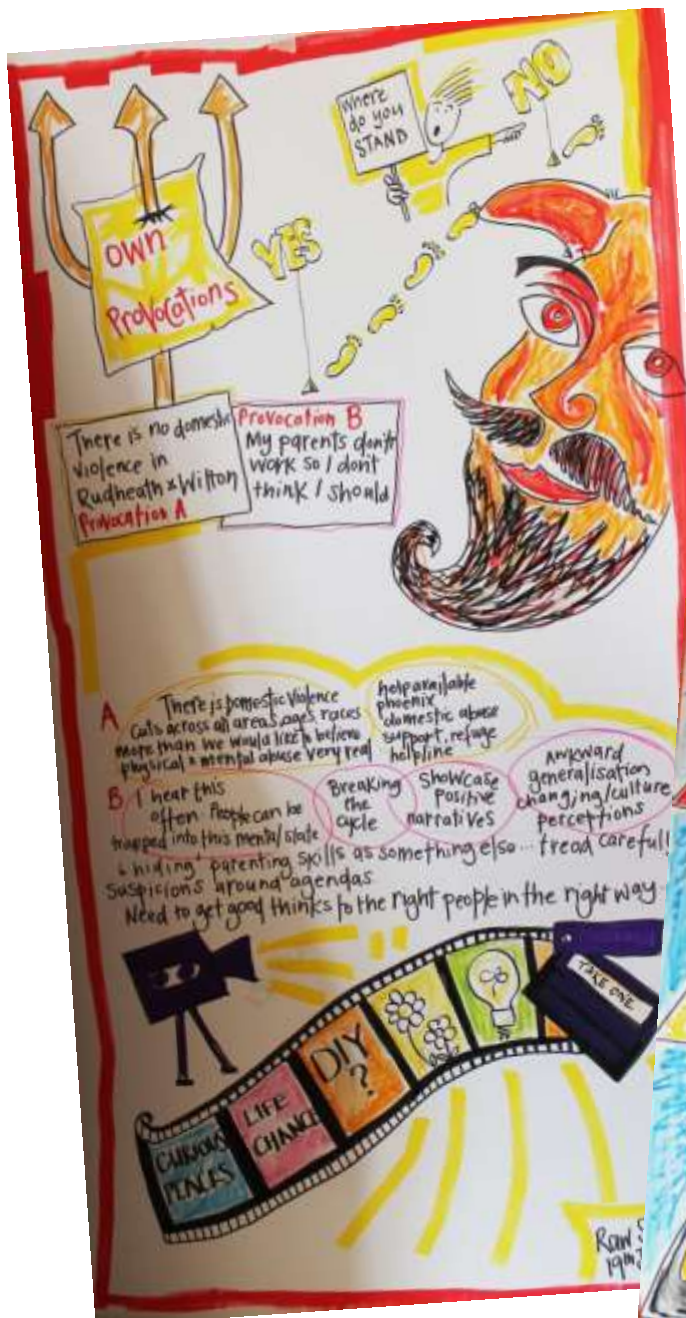 where
do you
STAND
NO
OWN
Provocations
YES
There is no domestic
violence in
Rudheath & Wilton
Provocation A
Provocation B
My parents don't
work so I don't
think I should
A
There is Domestic Violence
Cuts across all areas, ages races
more than we would like to believe
physical & mental abuse very real
help available
phoenix
domestic abuse
support, refuge
helpline
B I hear this
often. People can be
trapped into this mental state
Breaking
the
cycle
Showcase
Positive
narratives
Awkward
generalisation
changing/culture
perceptions
& 'hiding' parenting skills as something else... tread careful!
Suspicions around agendas
Need to get good thinks to the right people in the right way
TAKE ONE
DIY
?
LIFE
CHANCE
CURIOUS
PLACES
Raw
19th